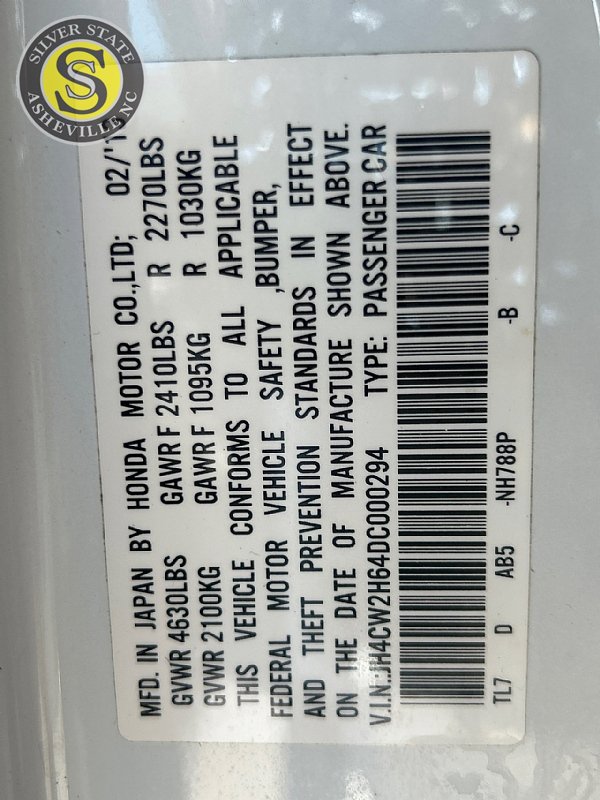 SILVER STATE
S
ASHEVILLE NC
MFD. IN JAPAN BY HONDA MOTOR CO.,LTD; 02/'1
GVWR 4630LBS GAWR F 2410LBS R 2270LBS
GVWR 2100KG GAWR F 1095KG R 1030KG
THIS VEHICLE CONFORMS TO ALL APPLICABLE
FEDERAL MOTOR VEHICLE SAFETY ,BUMPER,
AND THEFT PREVENTION STANDARDS IN EFFECT
ON THE DATE OF MANUFACTURE SHOWN ABOVE.
V.I.N:JH4CW2H64DC000294 TYPE: PASSENGER CAR
TL7 D AB5 -NH788P -B -C